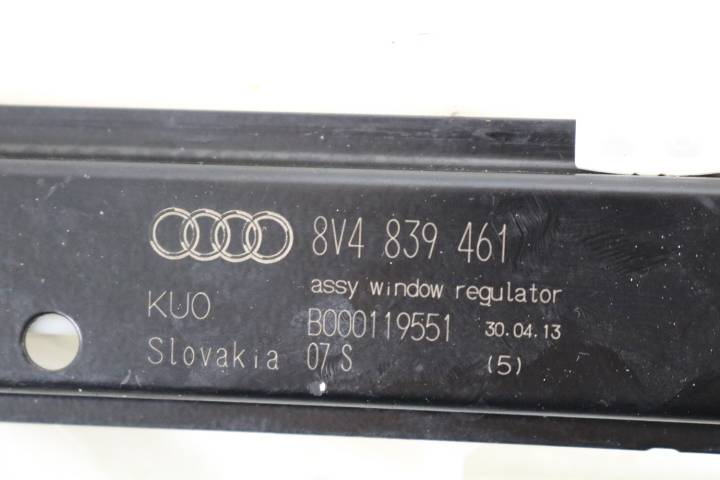 8V4 839 461
assy window regulator
KUO B000119551 30.04.13
Slovakia 07 S (5)